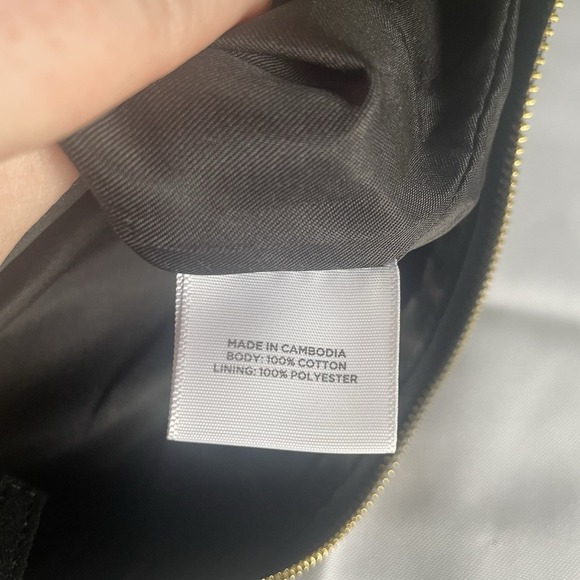 MADE IN CAMBODIA
BODY: 100% COTTON
LINING: 100% POLYESTER